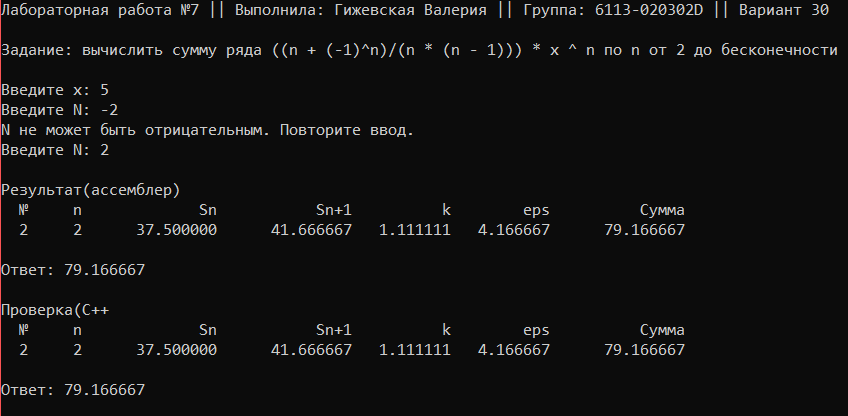 Лабораторная работа №7 || Выполнила: Гижевская Валерия || Группа: 6113-020302D || Вариант 30
Задание: вычислить сумму ряда ((n + (-1)^n)/(n * (n - 1))) * x ^ n по n от 2 до бесконечности
Введите x: 5
Введите N: -2
N не может быть отрицательным. Повторите ввод.
Введите N: 2
Результат(ассемблер)
№ n Sn Sn+1 k eps Сумма
2 2 37.500000 41.666667 1.111111 4.166667 79.166667
Ответ: 79.166667
Проверка(C++
№ n Sn Sn+1 k eps Сумма
2 2 37.500000 41.666667 1.111111 4.166667 79.166667
Ответ: 79.166667